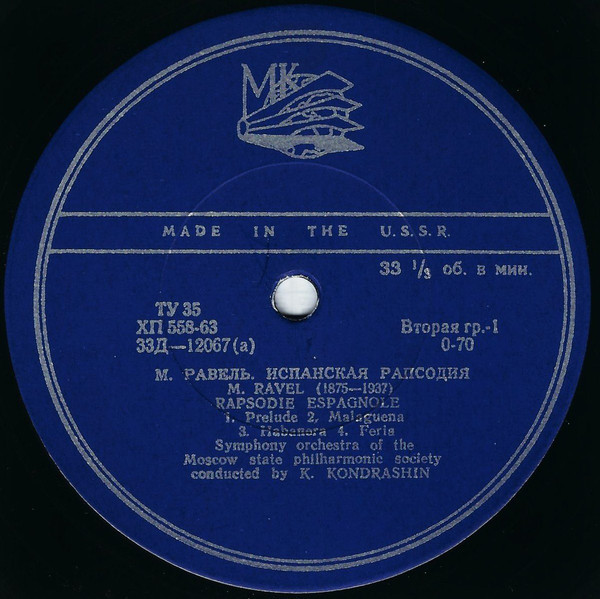 МК
MADE IN THE U.S.S.R.
33 1/3 об. в мин.
ТУ 35
ХП 558-63
33Д—12067(а)
Вторая гр.-1
0-70
М. РАВЕЛЬ. ИСПАНСКАЯ РАПСОДИЯ
M. RAVEL (1875—1937)
RAPSODIE ESPAGNOLE
1. Prelude 2, Malaguena
3. Habanera 4. Feria
Symphony orchestra of the
Moscow state philharmonic society
conducted by K. KONDRASHIN